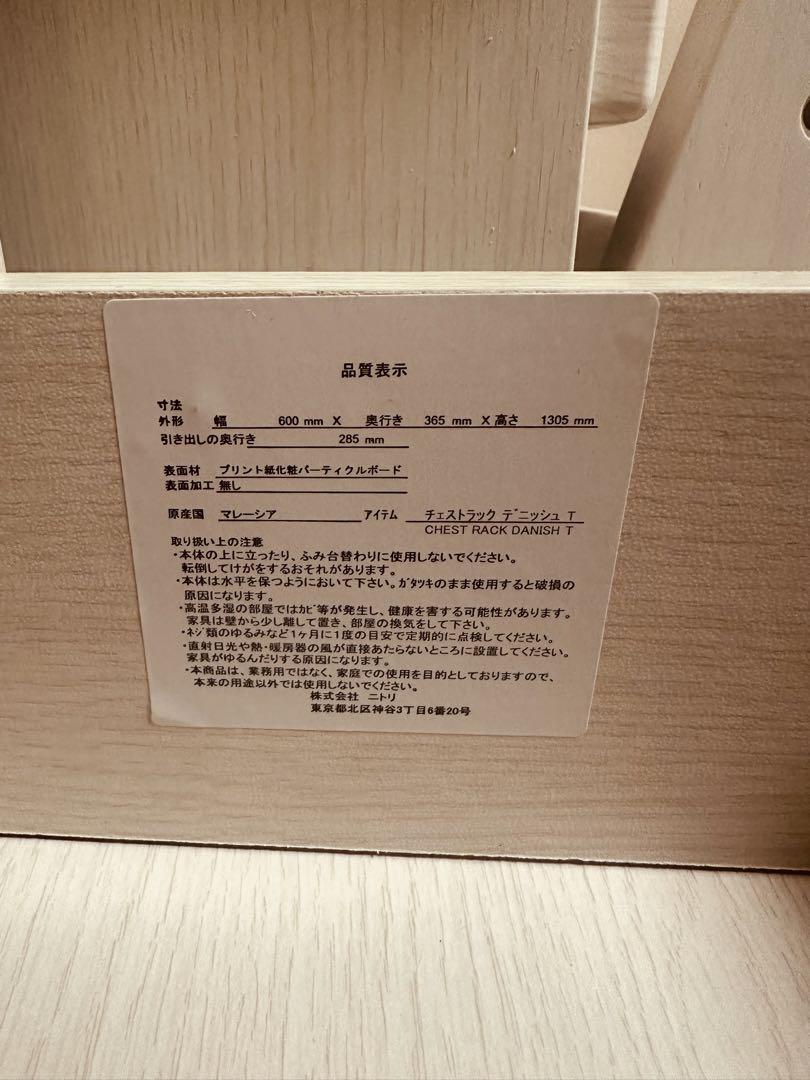 品質表示
寸法
外形 幅 600 mm X 奥行き 365 mm X 高さ 1305 mm
引き出しの奥行き 285 mm
表面材 プリント紙化粧パーティクルボード
表面加工 無し
原産国 マレーシア アイテム チェストラック デニッシュ T
CHEST RACK DANISH T
取り扱い上の注意
・本体の上に立ったり、ふみ台替わりに使用しないでください。
転倒してけがをするおそれがあります。
・本体は水平を保つようにおいて下さい。ガタツキのまま使用すると破損の
原因になります。
・高温多湿の部屋ではカビ等が発生し、健康を害する可能性があります。
家具は壁から少し離して置き、部屋の換気をして下さい。
・ネジ類のゆるみなど1ヶ月に1度の目安で定期的に点検してください。
・直射日光や熱・暖房器の風が直接あたらないところに設置してください。
家具がゆるんだりする原因になります。
・本商品は、業務用ではなく、家庭での使用を目的としておりますので、
本来の用途以外では使用しないでください。
株式会社 ニトリ
東京都北区神谷3丁目6番20号